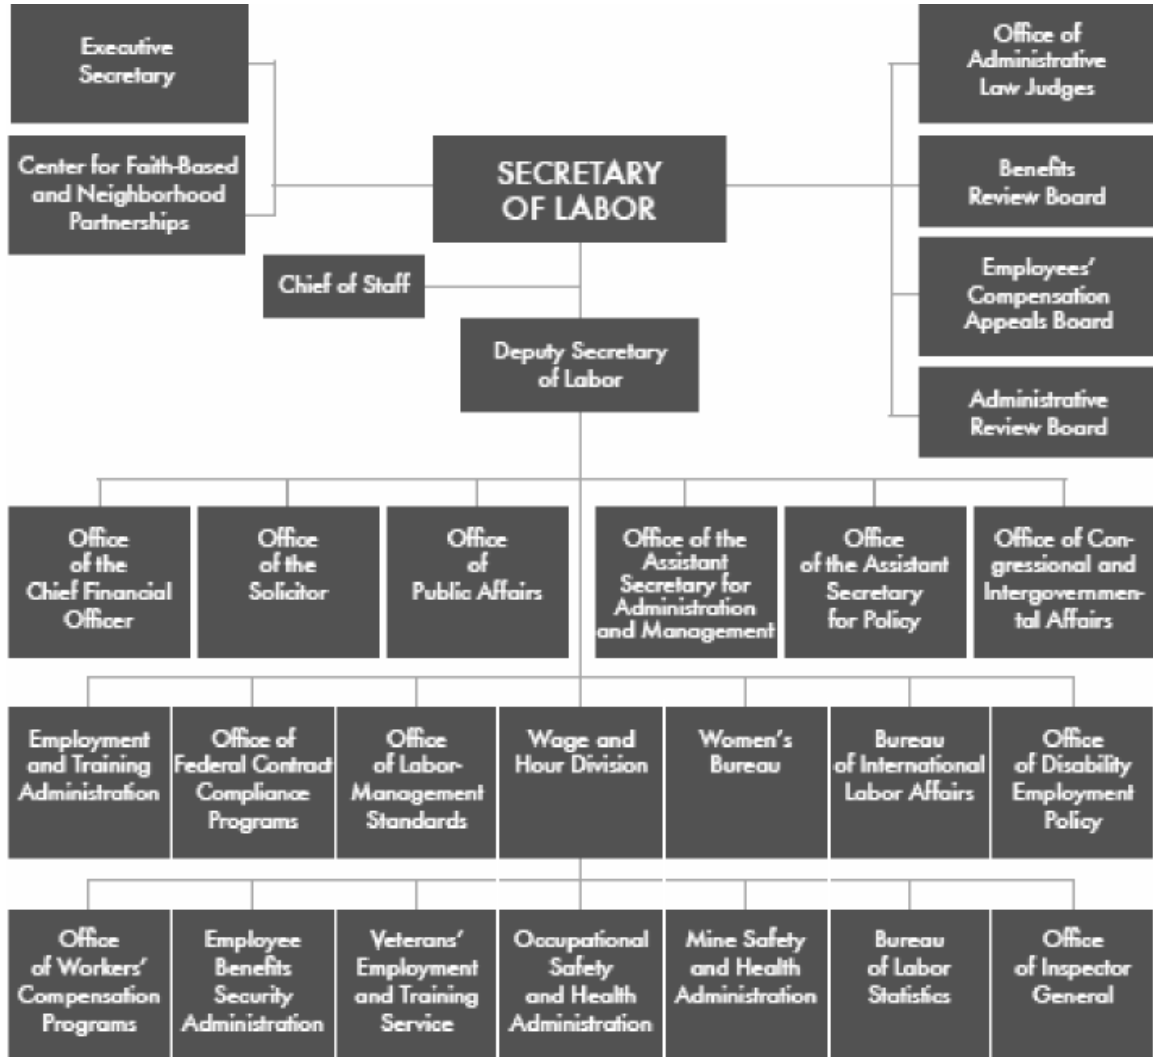 Executive
Secretary
Office of
Administrative
Law Judges
Center for Faith-Based
and Neighborhood
Partnerships
SECRETARY
OF LABOR
Benefits
Review Board
Chief of Staff
Employees’
Compensation
Appeals Board
Deputy Secretary
of Labor
Administrative
Review Board
Office
of the
Chief Financial
Officer
Office
of the
Solicitor
Office
of
Public Affairs
Office of the
Assistant
Secretary for
Administration
and Management
Office
of the Assistant
Secretary
for Policy
Office of Con-
gressional and
Intergovernmen-
tal Affairs
Employment
and Training
Administration
Office of
Federal Contract
Compliance
Programs
Office
of Labor-
Management
Standards
Wage and
Hour Division
Women’s
Bureau
Bureau
of International
Labor Affairs
Office
of Disability
Employment
Policy
Office
of Workers’
Compensation
Programs
Employee
Benefits
Security
Administration
Veterans’
Employment
and Training
Service
Occupational
Safety
and Health
Administration
Mine Safety
and Health
Administration
Bureau
of Labor
Statistics
Office
of Inspector
General